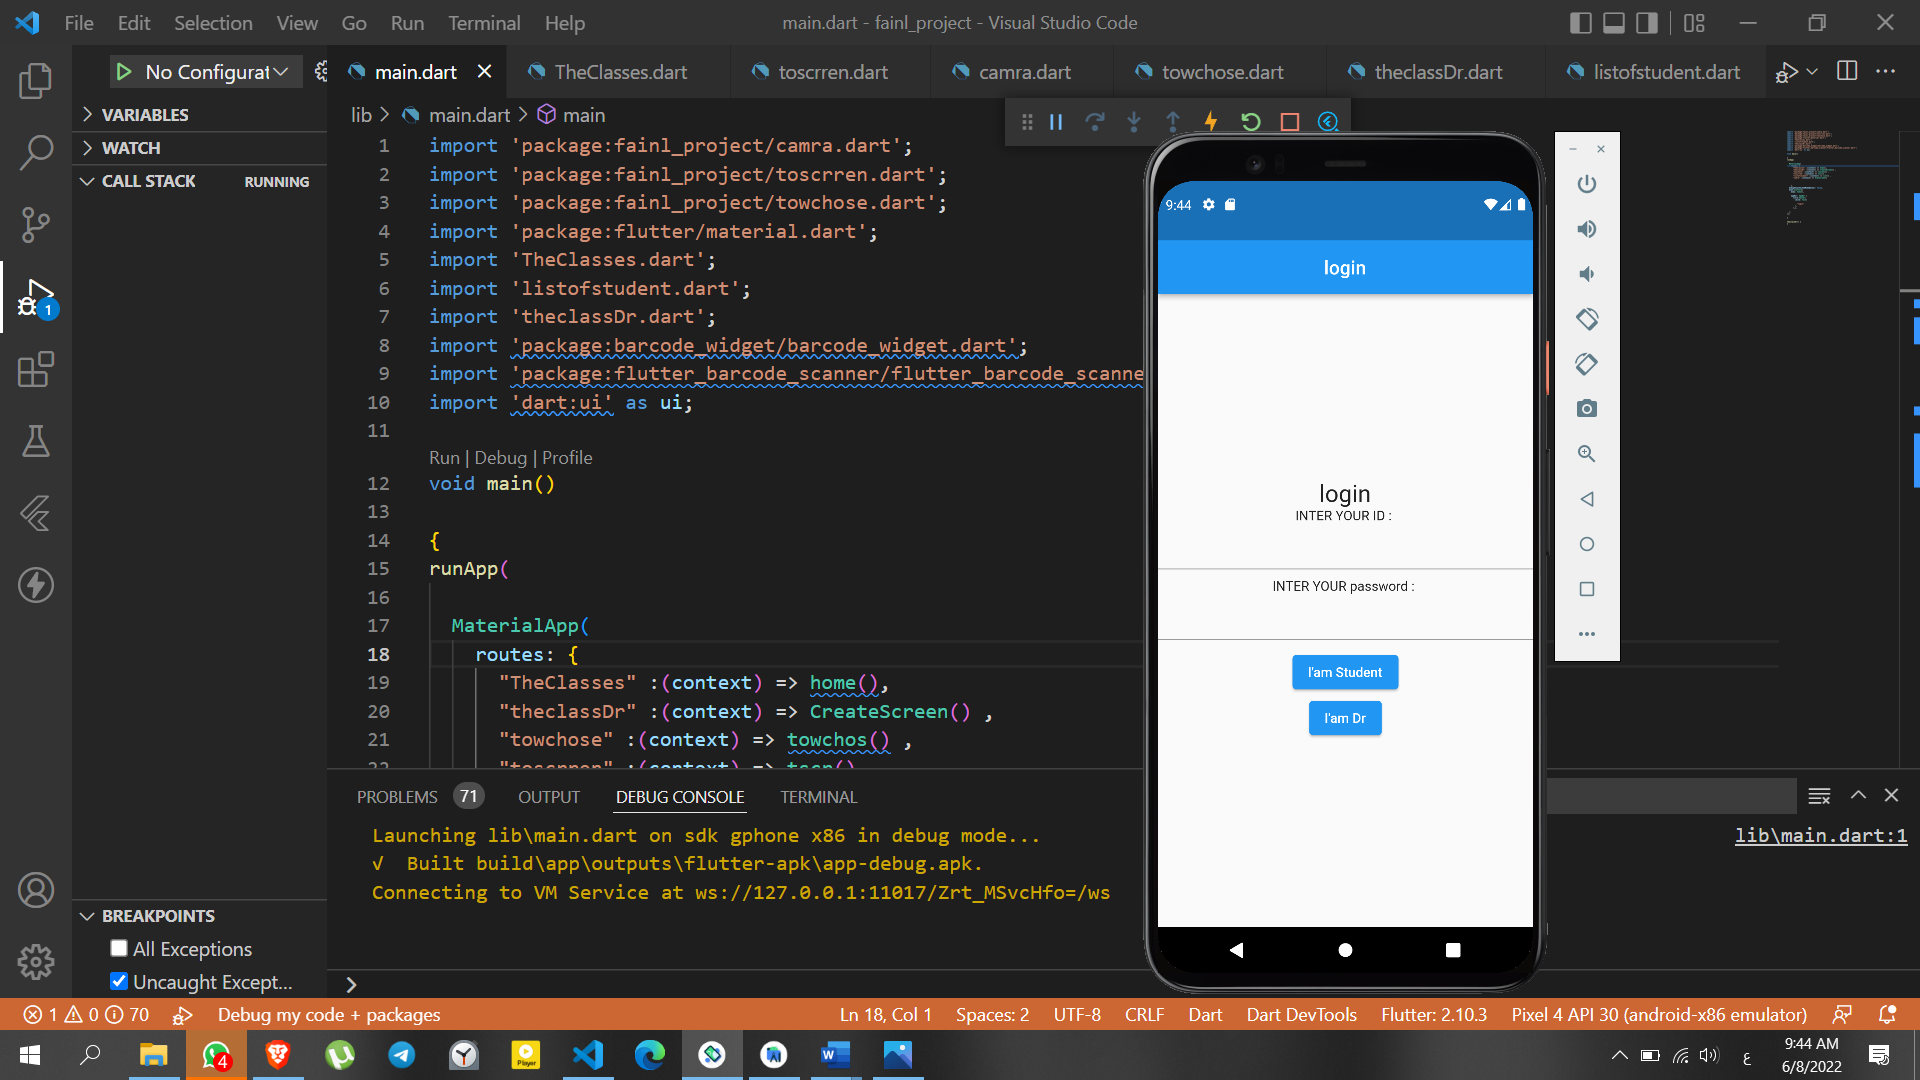 File Edit Selection View Go Run Terminal Help
main.dart - fainl_project - Visual Studio Code
No Configurat
main.dart
TheClasses.dart
toscrren.dart
camra.dart
towchose.dart
theclassDr.dart
listofstudent.dart
VARIABLES
WATCH
CALL STACK RUNNING
lib > main.dart > main
1 import 'package:fainl_project/camra.dart';
2 import 'package:fainl_project/toscrren.dart';
3 import 'package:fainl_project/towchose.dart';
4 import 'package:flutter/material.dart';
5 import 'TheClasses.dart';
6 import 'listofstudent.dart';
7 import 'theclassDr.dart';
8 import 'package:barcode_widget/barcode_widget.dart';
9 import 'package:flutter_barcode_scanner/flutter_barcode_scanne
10 import 'dart:ui' as ui;
11
Run | Debug | Profile
12 void main()
13
14 {
15 runApp(
16
17 MaterialApp(
18 routes: {
19 "TheClasses" :(context) => home(),
20 "theclassDr" :(context) => CreateScreen() ,
21 "towchose" :(context) => towchos() ,
22 "toscrren" :(context) => tscr()
9:44
login
login
INTER YOUR ID :
INTER YOUR password :
I'am Student
I'am Dr
PROBLEMS 71 OUTPUT DEBUG CONSOLE TERMINAL
Launching lib\main.dart on sdk gphone x86 in debug mode...
lib\main.dart:1
√ Built build\app\outputs\flutter-apk\app-debug.apk.
Connecting to VM Service at ws://127.0.0.1:11017/Zrt_MSvcHfo=/ws
BREAKPOINTS
All Exceptions
Uncaught Except...
1
1 0 70 Debug my code + packages
Ln 18, Col 1 Spaces: 2 UTF-8 CRLF Dart Dart DevTools Flutter: 2.10.3 Pixel 4 API 30 (android-x86 emulator)
4
Player
W
ع
9:44 AM
6/8/2022